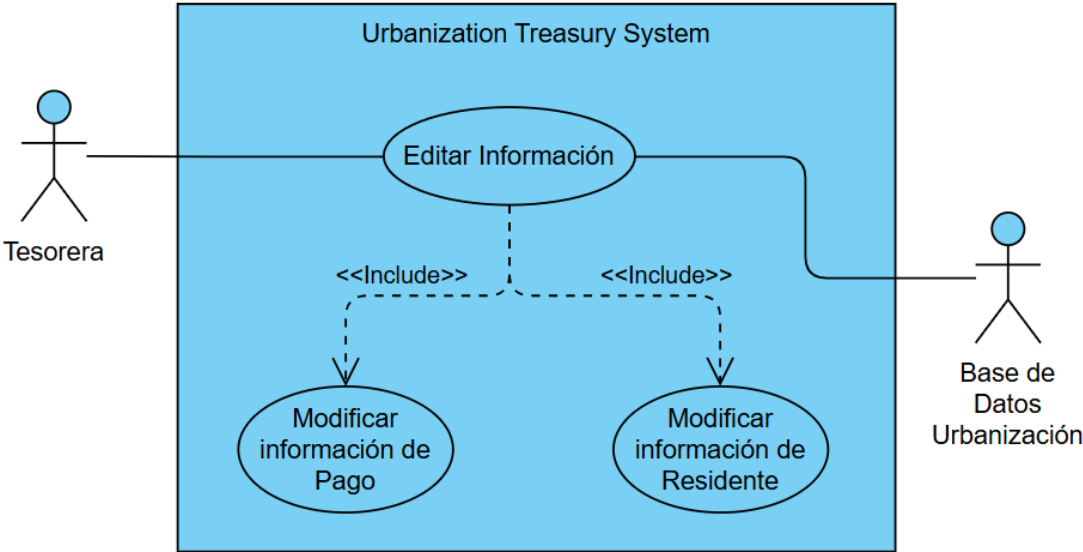 Urbanization Treasury System
Editar Información
Tesorera
<<Include>>
<<Include>>
Base de
Datos
Urbanización
Modificar
información de
Pago
Modificar
información de
Residente